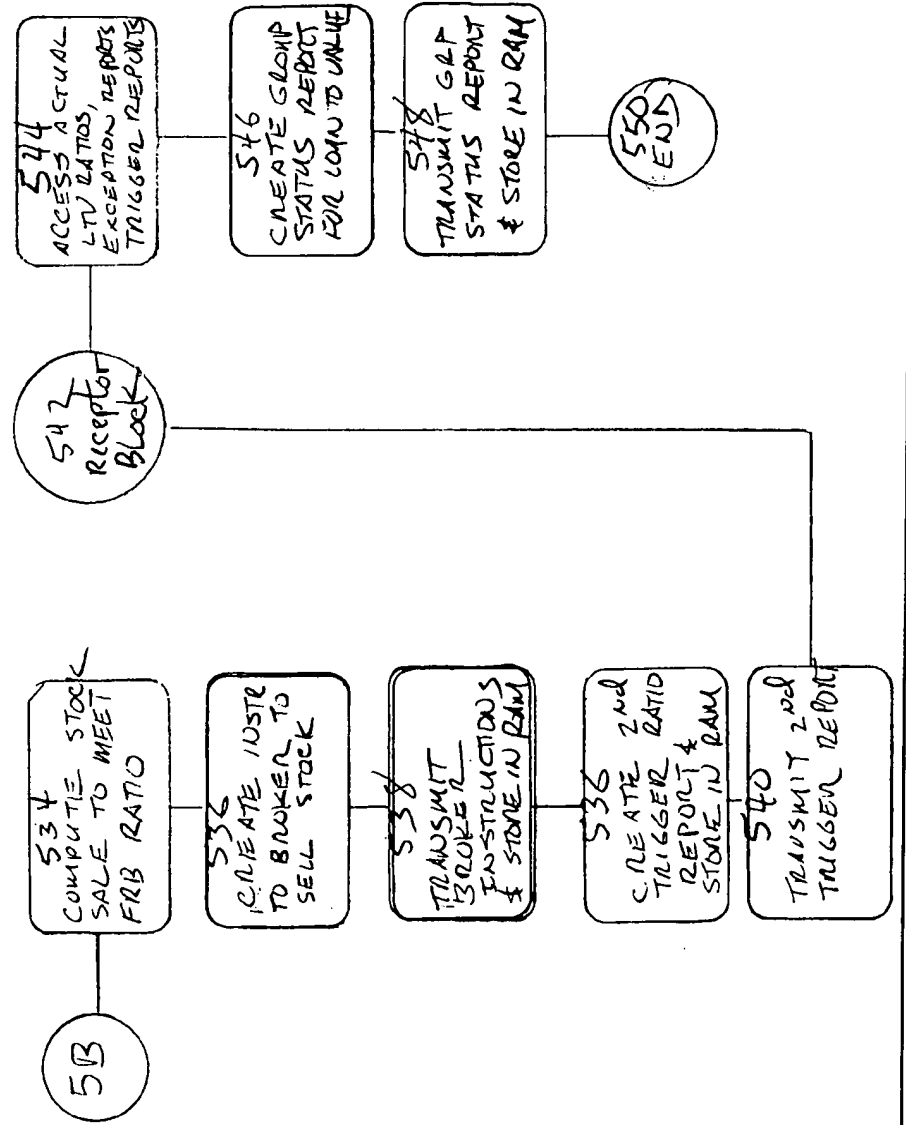 5B
534
COMPUTE STOCK
SALE TO MEET
FRB RATIO
536
CREATE INSTR
TO BROKER TO
SELL STOCK
538
TRANSMIT
BROKER
INSTRUCTIONS
& STORE IN RAM
536
CREATE 2nd
TRIGGER RATIO
REPORT &
STORE IN RAM
540
TRANSMIT 2nd
TRIGGER REPORT
542
Receptor
Block
544
ACCESS ACTUAL
LTV RATIOS,
EXCEPTION REPORTS
TRIGGER REPORTS
546
CREATE GROUP
STATUS REPORT
FOR LOAN TO VALUE
548
TRANSMIT GRP
STATUS REPORT
& STORE IN RAM
550
END